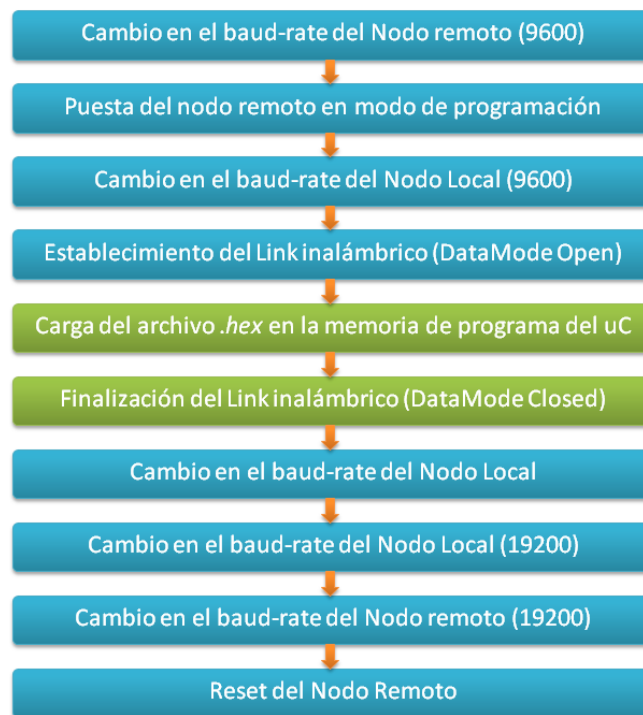 Cambio en el baud-rate del Nodo remoto (9600)
Puesta del nodo remoto en modo de programación
Cambio en el baud-rate del Nodo Local (9600)
Establecimiento del Link inalámbrico (DataMode Open)
Carga del archivo .hex en la memoria de programa del uC
Finalización del Link inalámbrico (DataMode Closed)
Cambio en el baud-rate del Nodo Local
Cambio en el baud-rate del Nodo Local (19200)
Cambio en el baud-rate del Nodo remoto (19200)
Reset del Nodo Remoto